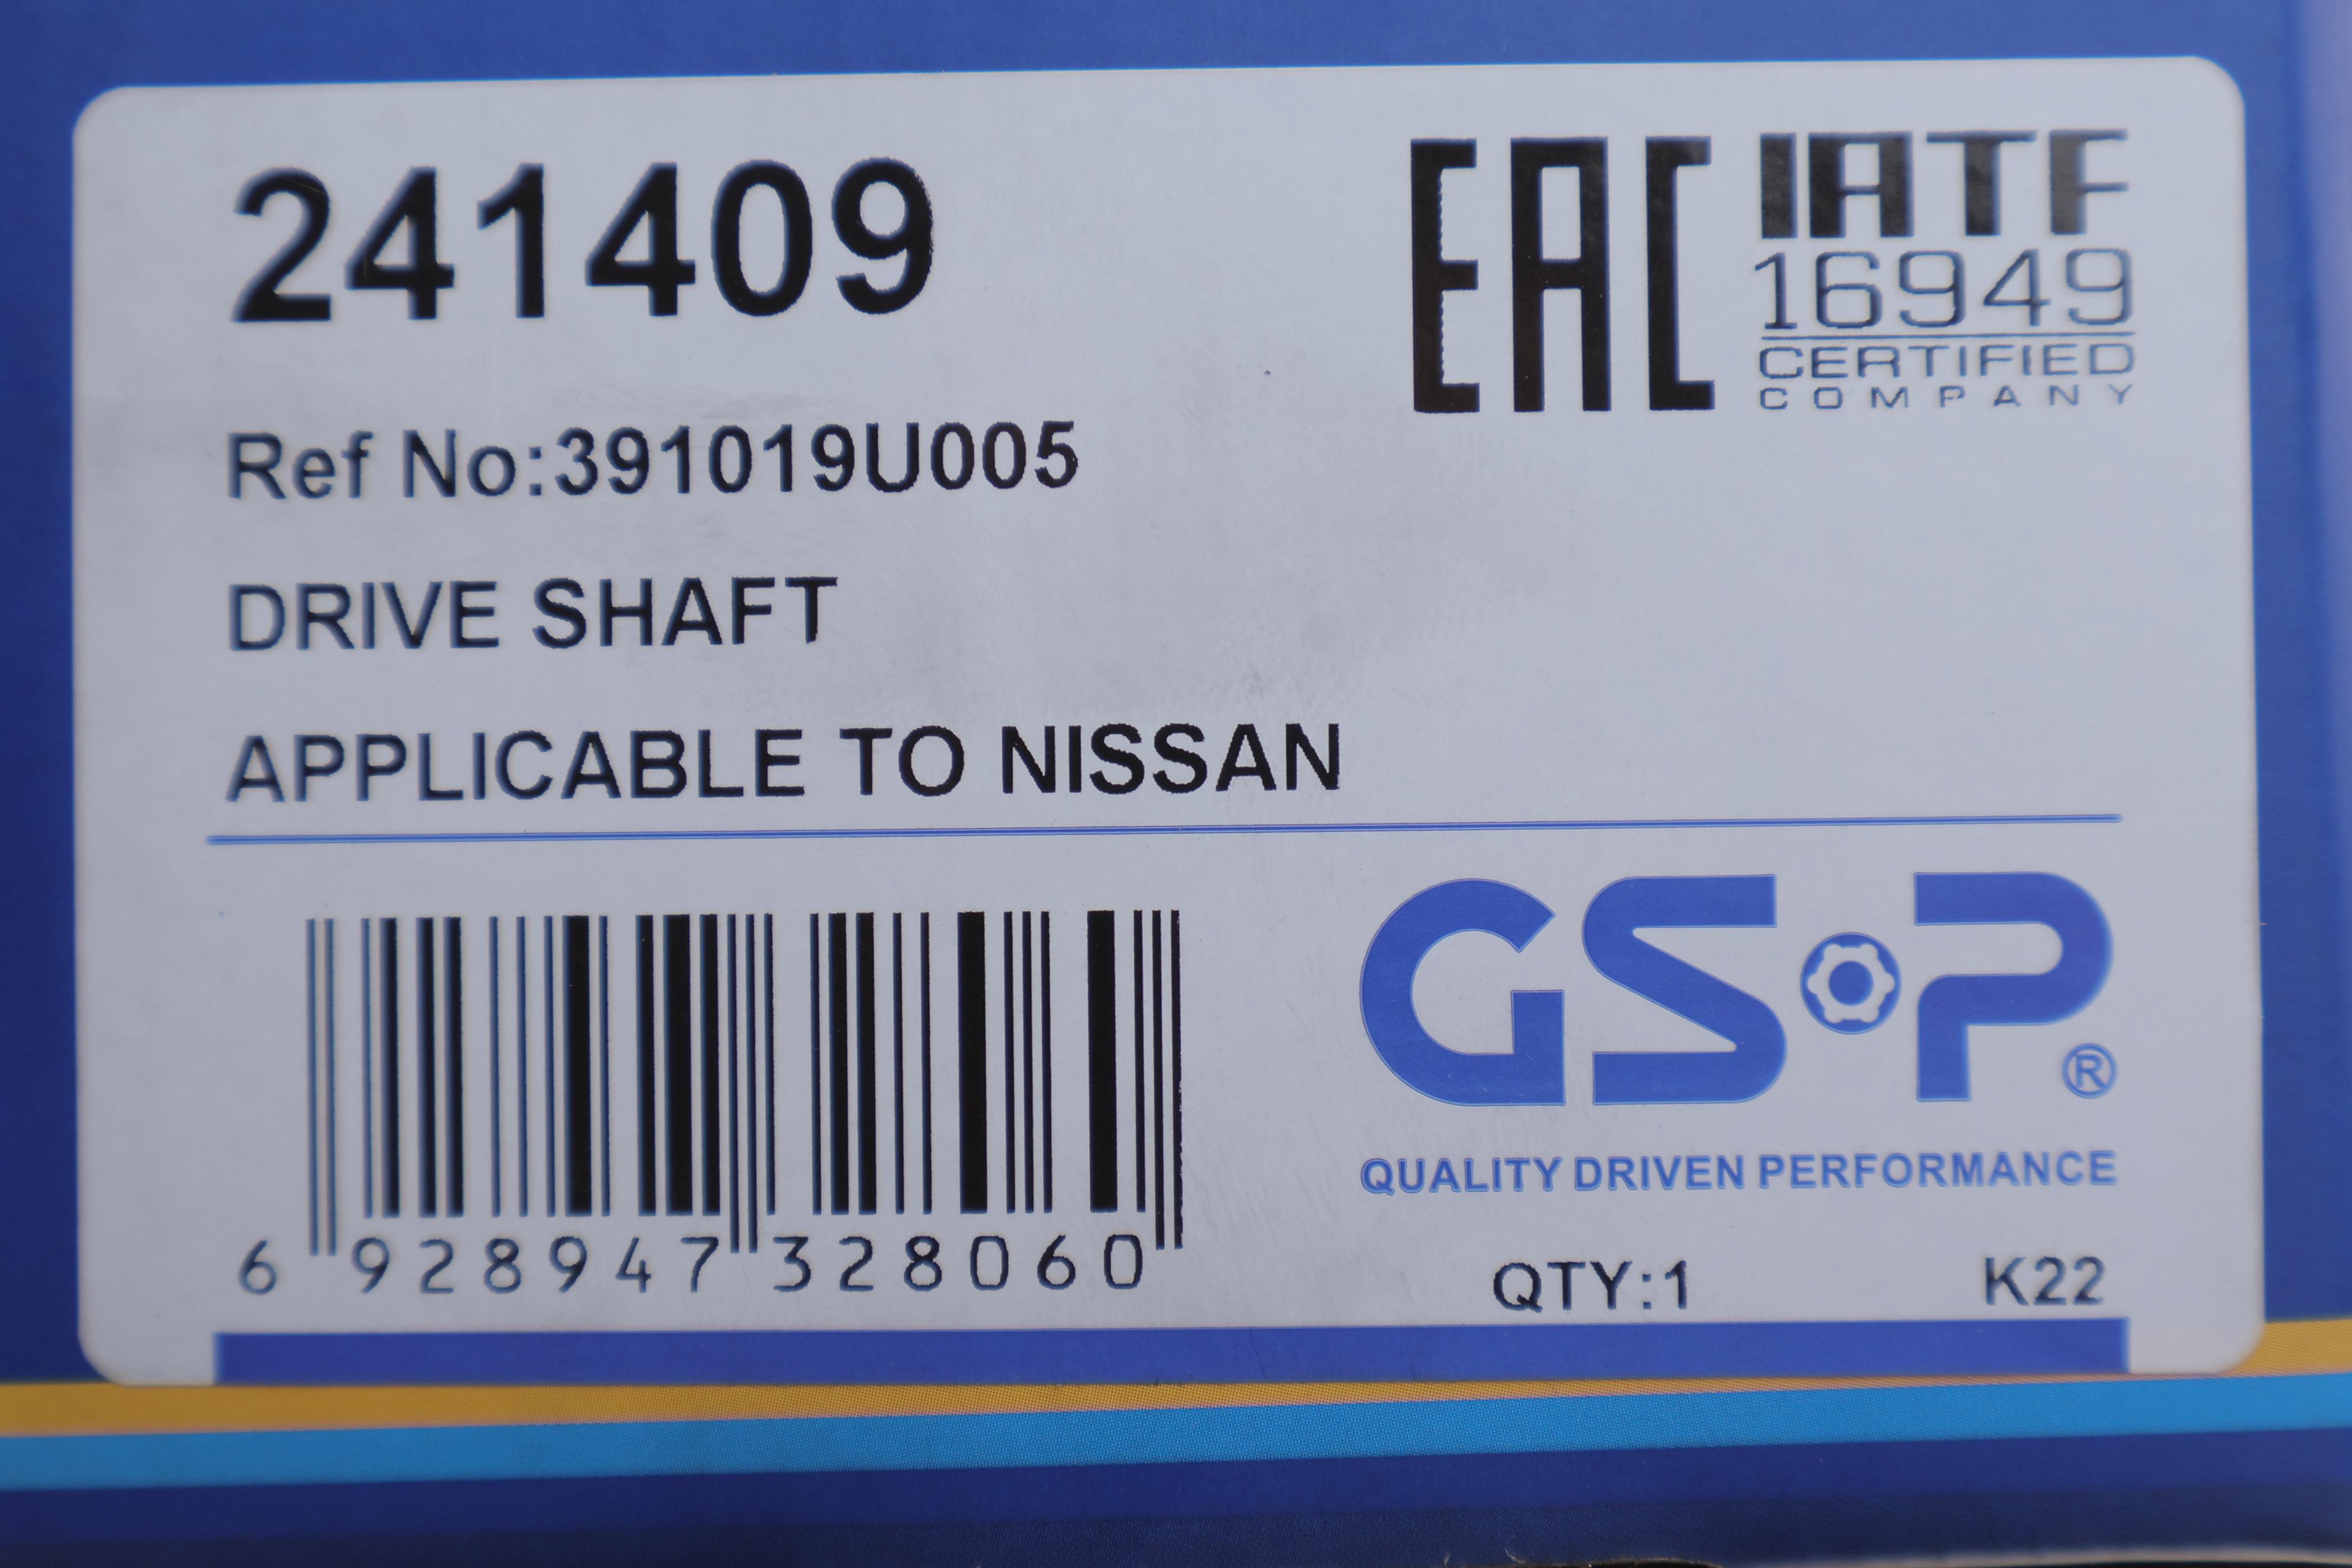 241409
EAC
IATF
16949
CERTIFIED
COMPANY
Ref No:391019U005
DRIVE SHAFT
APPLICABLE TO NISSAN
GSP®
QUALITY DRIVEN PERFORMANCE
6 928947 328060
QTY:1
K22